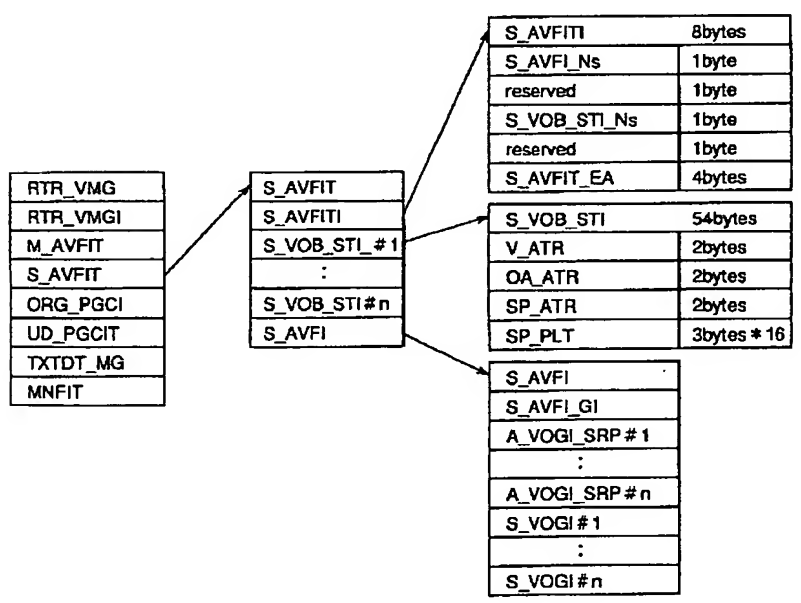 RTR_VMG
RTR_VMGI
M_AVFIT
S_AVFIT
ORG_PGCI
UD_PGCIT
TXTDT_MG
MNFIT
S_AVFIT
S_AVFITI
S_VOB_STI_#1
:
S_VOB_STI#n
S_AVFI
S_AVFITI 8bytes
S_AVFI_Ns 1byte
reserved 1byte
S_VOB_STI_Ns 1byte
reserved 1byte
S_AVFIT_EA 4bytes
S_VOB_STI 54bytes
V_ATR 2bytes
OA_ATR 2bytes
SP_ATR 2bytes
SP_PLT 3bytes*16
S_AVFI
S_AVFI_GI
A_VOGI_SRP#1
:
A_VOGI_SRP#n
S_VOGI#1
:
S_VOGI#n